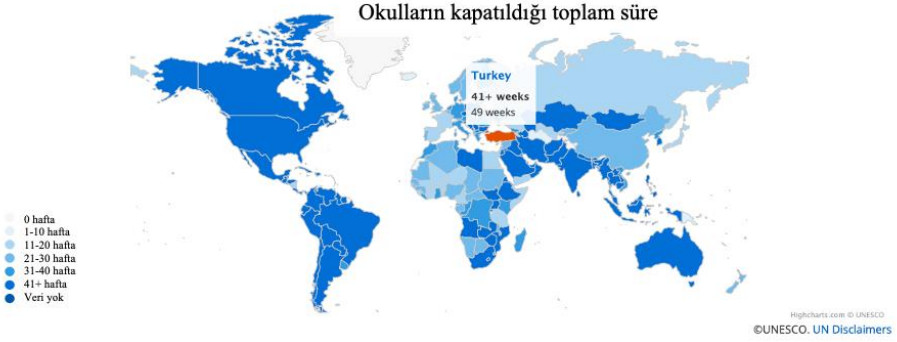 Okulların kapatıldığı toplam süre
Turkey
41+ weeks
49 weeks
0 hafta
1-10 hafta
11-20 hafta
21-30 hafta
31-40 hafta
41+ hafta
Veri yok
Highcharts.com © UNESCO
©UNESCO. UN Disclaimers